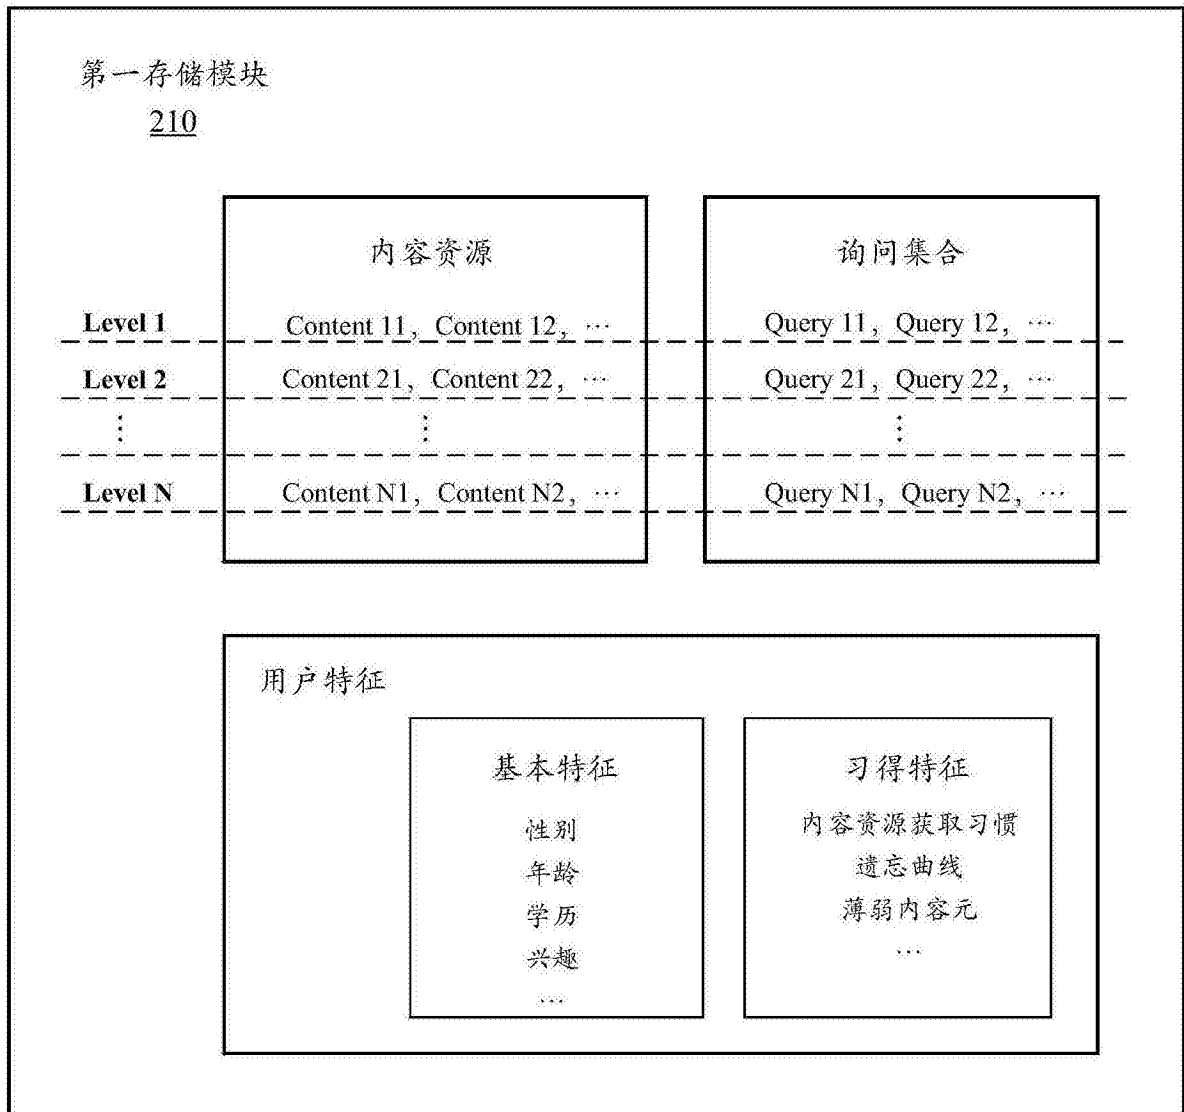 第一存储模块
210
内容资源
询问集合
Level 1 Content 11，Content 12，… Query 11，Query 12，…
Level 2 Content 21，Content 22，… Query 21，Query 22，…
⋮ ⋮ ⋮
Level N Content N1，Content N2，… Query N1，Query N2，…
用户特征
基本特征
性别
年龄
学历
兴趣
…
习得特征
内容资源获取习惯
遗忘曲线
薄弱内容元
…